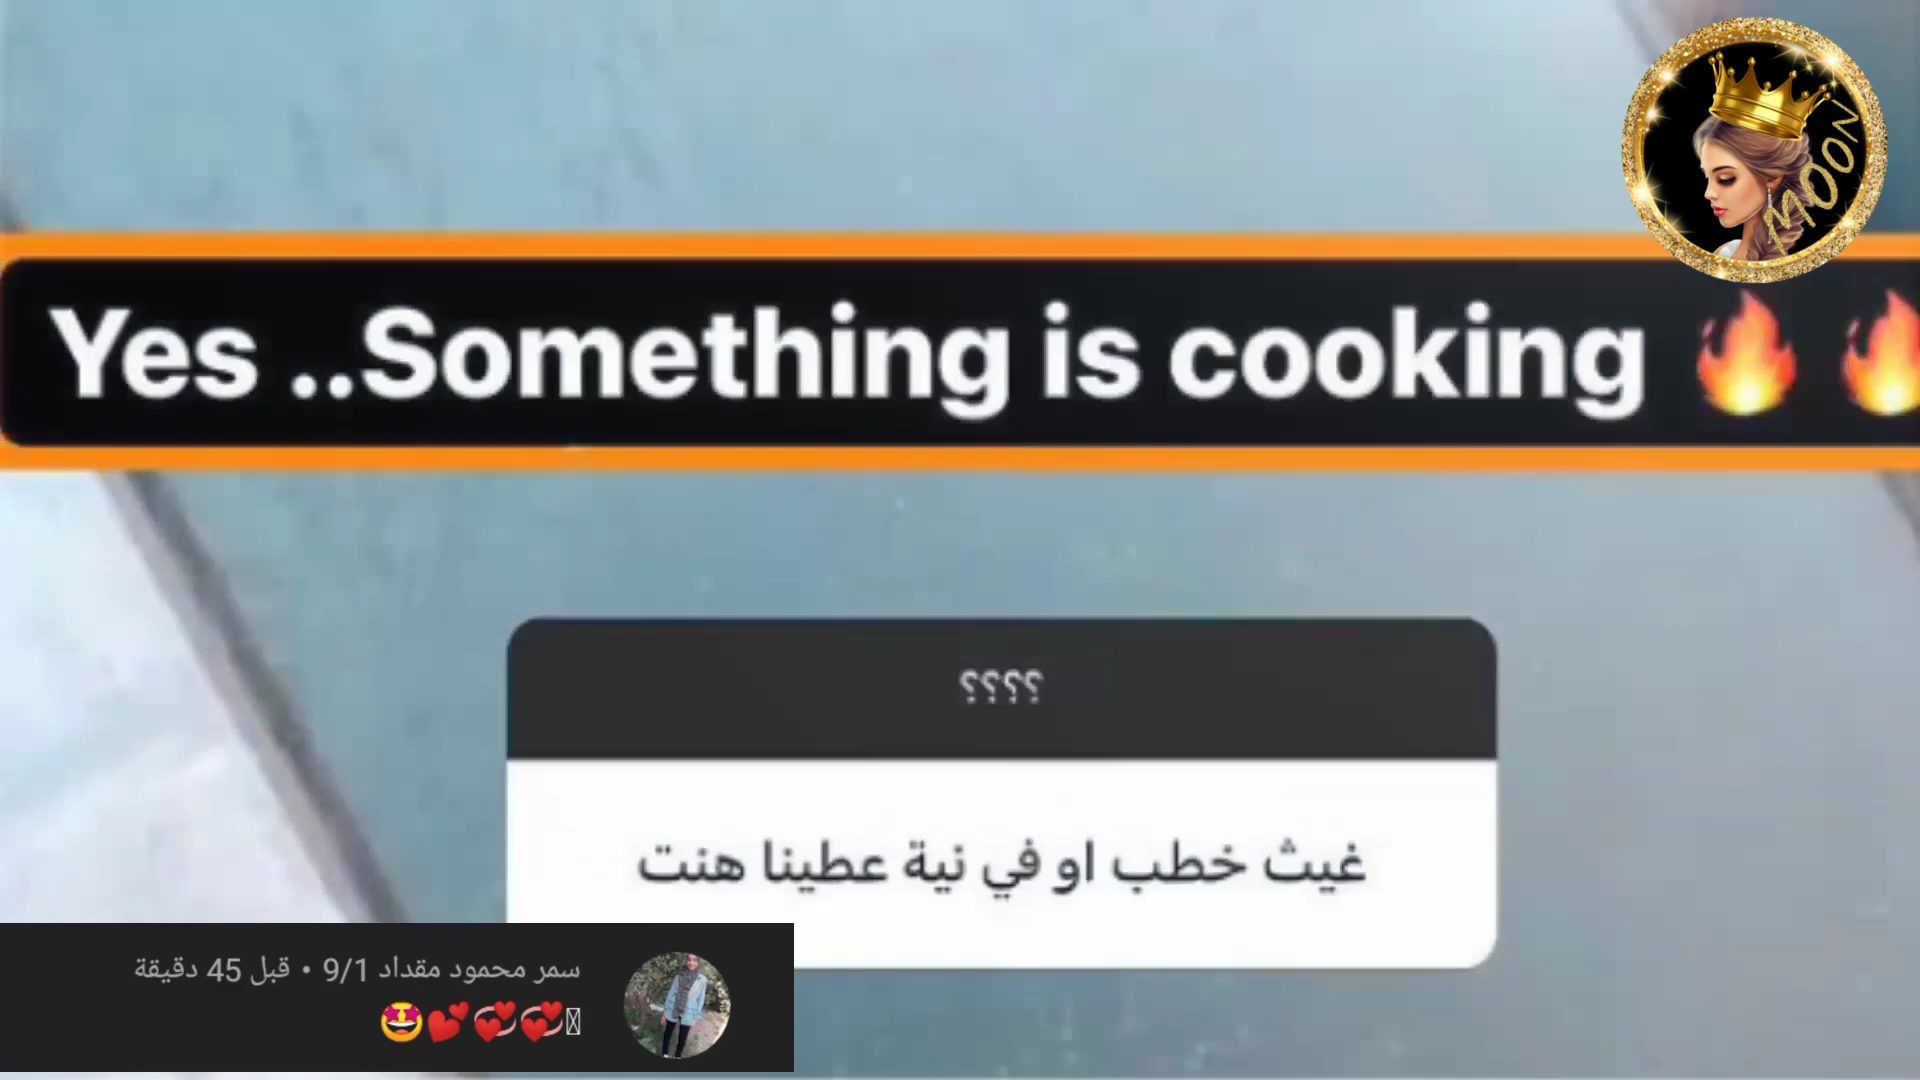 MOON
Yes ..Something is cooking 🔥 🔥
؟؟؟؟
غيث خطب او في نية عطينا هنت
سمر محمود مقداد 9/1 • قبل 45 دقيقة
💞💞💕🤩